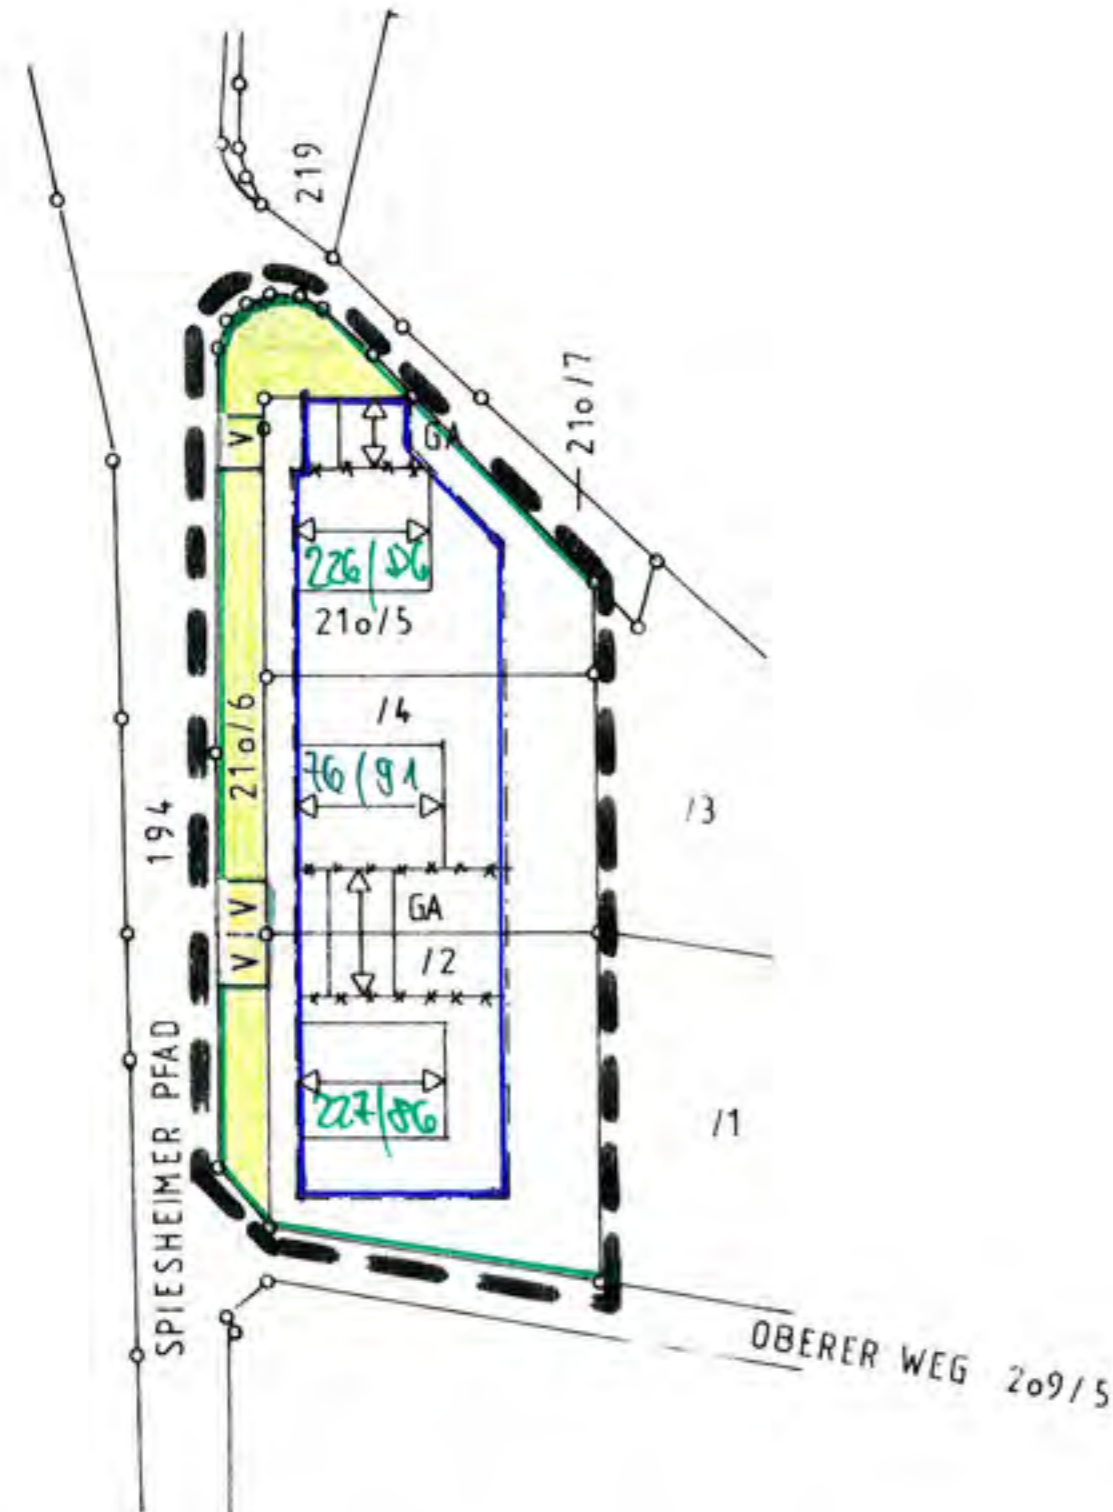 219
21o/7
GA
V
226/D6
21o/5
21o/6
/4
76/91
194
/3
V
GA
V
/2
SPIESHEIMER PFAD
227/86
/1
OBERER WEG 2o9/5